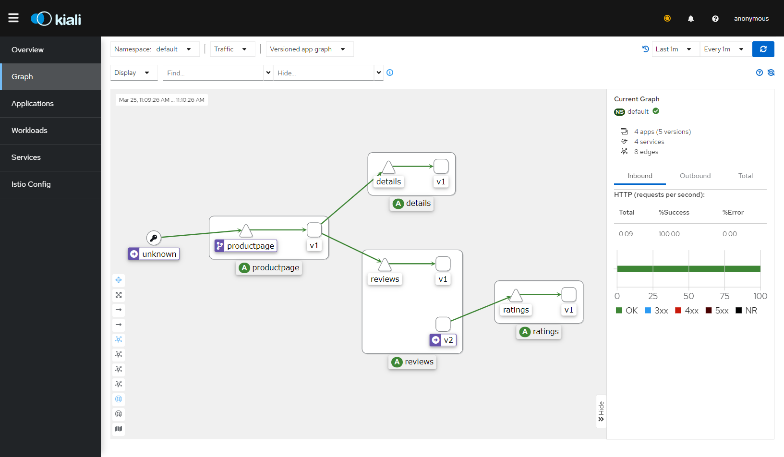 kiali
anonymous
Overview
Graph
Applications
Workloads
Services
Istio Config
Namespace: default
Traffic
Versioned app graph
Last 1m
Every 1m
Display
Find...
Hide...
Mar 25, 11:09:26 AM ... 11:10:26 AM
details
v1
A details
productpage
v1
A productpage
unknown
reviews
v1
v2
A reviews
ratings
v1
A ratings
Hide
Current Graph
NS default
4 apps (5 versions)
4 services
8 edges
Inbound
Outbound
Total
HTTP (requests per second):
Total %Success %Error
0.09 100.00 0.00
0 25 50 75 100
OK 3xx 4xx 5xx NR